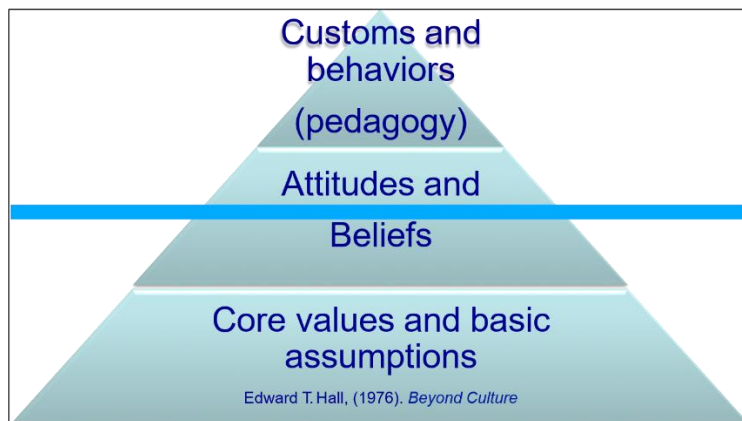 Customs and
behaviors
(pedagogy)
Attitudes and
Beliefs
Core values and basic
assumptions
Edward T. Hall, (1976). Beyond Culture